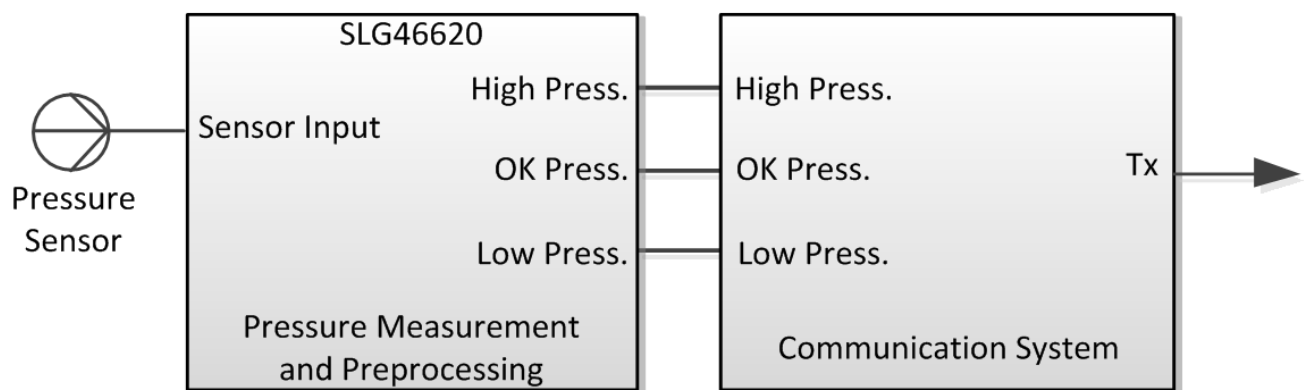 SLG46620
High Press.
High Press.
Sensor Input
OK Press.
OK Press.
Tx
Pressure
Sensor
Low Press.
Low Press.
Pressure Measurement
and Preprocessing
Communication System